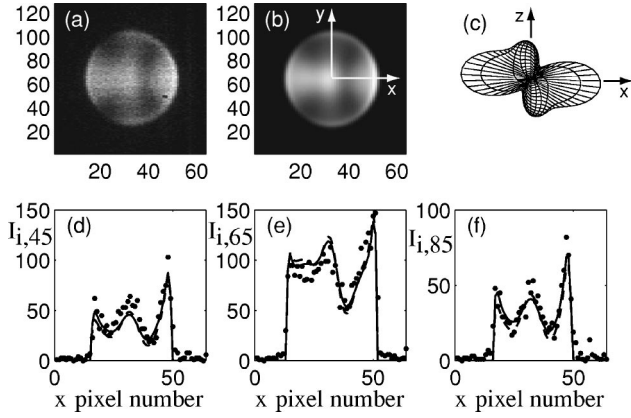 120 (a) 120 (b) y z (c)
100 100
80 80
60 60 x x
40 40
20 20
20 40 60 20 40 60
150 (d) 150 (e) 100 (f)
I_{i,45} I_{i,65} I_{i,85}
100 100
50 50 50
0 0 0
0 50 0 50 0 50
x pixel number x pixel number x pixel number